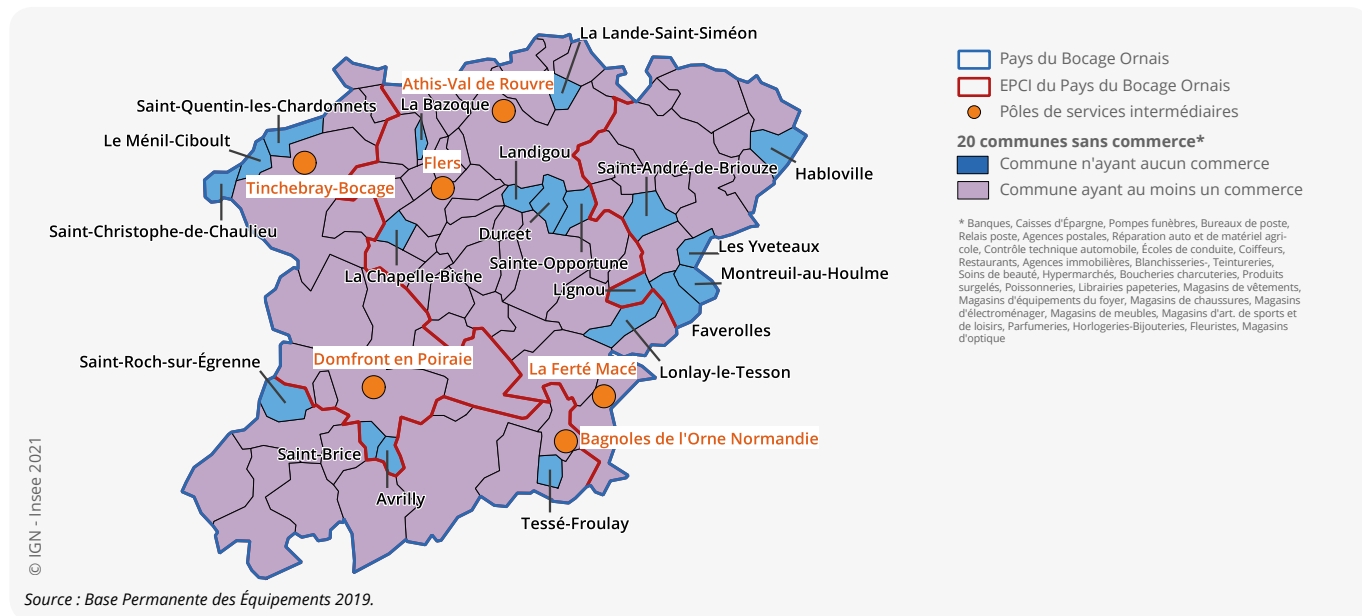 La Lande-Saint-Siméon
Athis-Val de Rouvre
Saint-Quentin-les-Chardonnets
La Bazoque
Le Ménil-Ciboult
Landigou
Flers
Saint-André-de-Briouze
Habloville
Tinchebray-Bocage
Saint-Christophe-de-Chaulieu
Durcet
Les Yveteaux
Sainte-Opportune
La Chapelle-Biche
Montreuil-au-Houlme
Lignou
Faverolles
Saint-Roch-sur-Égrenne
Domfront en Poiraie
La Ferté Macé
Lonlay-le-Tesson
Bagnoles de l'Orne Normandie
Saint-Brice
Avrilly
Tessé-Froulay
Pays du Bocage Ornais
EPCI du Pays du Bocage Ornais
Pôles de services intermédiaires
20 communes sans commerce*
Commune n'ayant aucun commerce
Commune ayant au moins un commerce
* Banques, Caisses d'Épargne, Pompes funèbres, Bureaux de poste,
Relais poste, Agences postales, Réparation auto et de matériel agri-
cole, Contrôle technique automobile, Écoles de conduite, Coiffeurs,
Restaurants, Agences immobilières, Blanchisseries-, Teintureries,
Soins de beauté, Hypermarchés, Boucheries charcuteries, Produits
surgelés, Poissonneries, Librairies papeteries, Magasins de vêtements,
Magasins d'équipements du foyer, Magasins de chaussures, Magasins
d'électroménager, Magasins de meubles, Magasins d'art. de sports et
de loisirs, Parfumeries, Horlogeries-Bijouteries, Fleuristes, Magasins
d'optique
© IGN - Insee 2021
Source : Base Permanente des Équipements 2019.